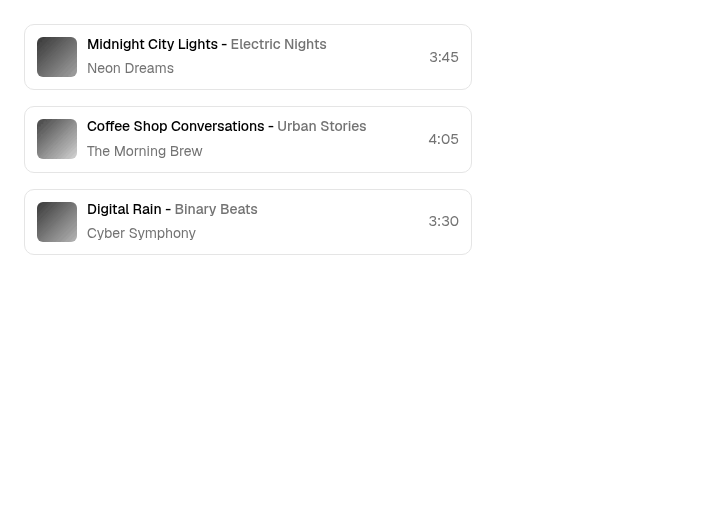 Midnight City Lights - Electric Nights
Neon Dreams
3:45
Coffee Shop Conversations - Urban Stories
The Morning Brew
4:05
Digital Rain - Binary Beats
Cyber Symphony
3:30